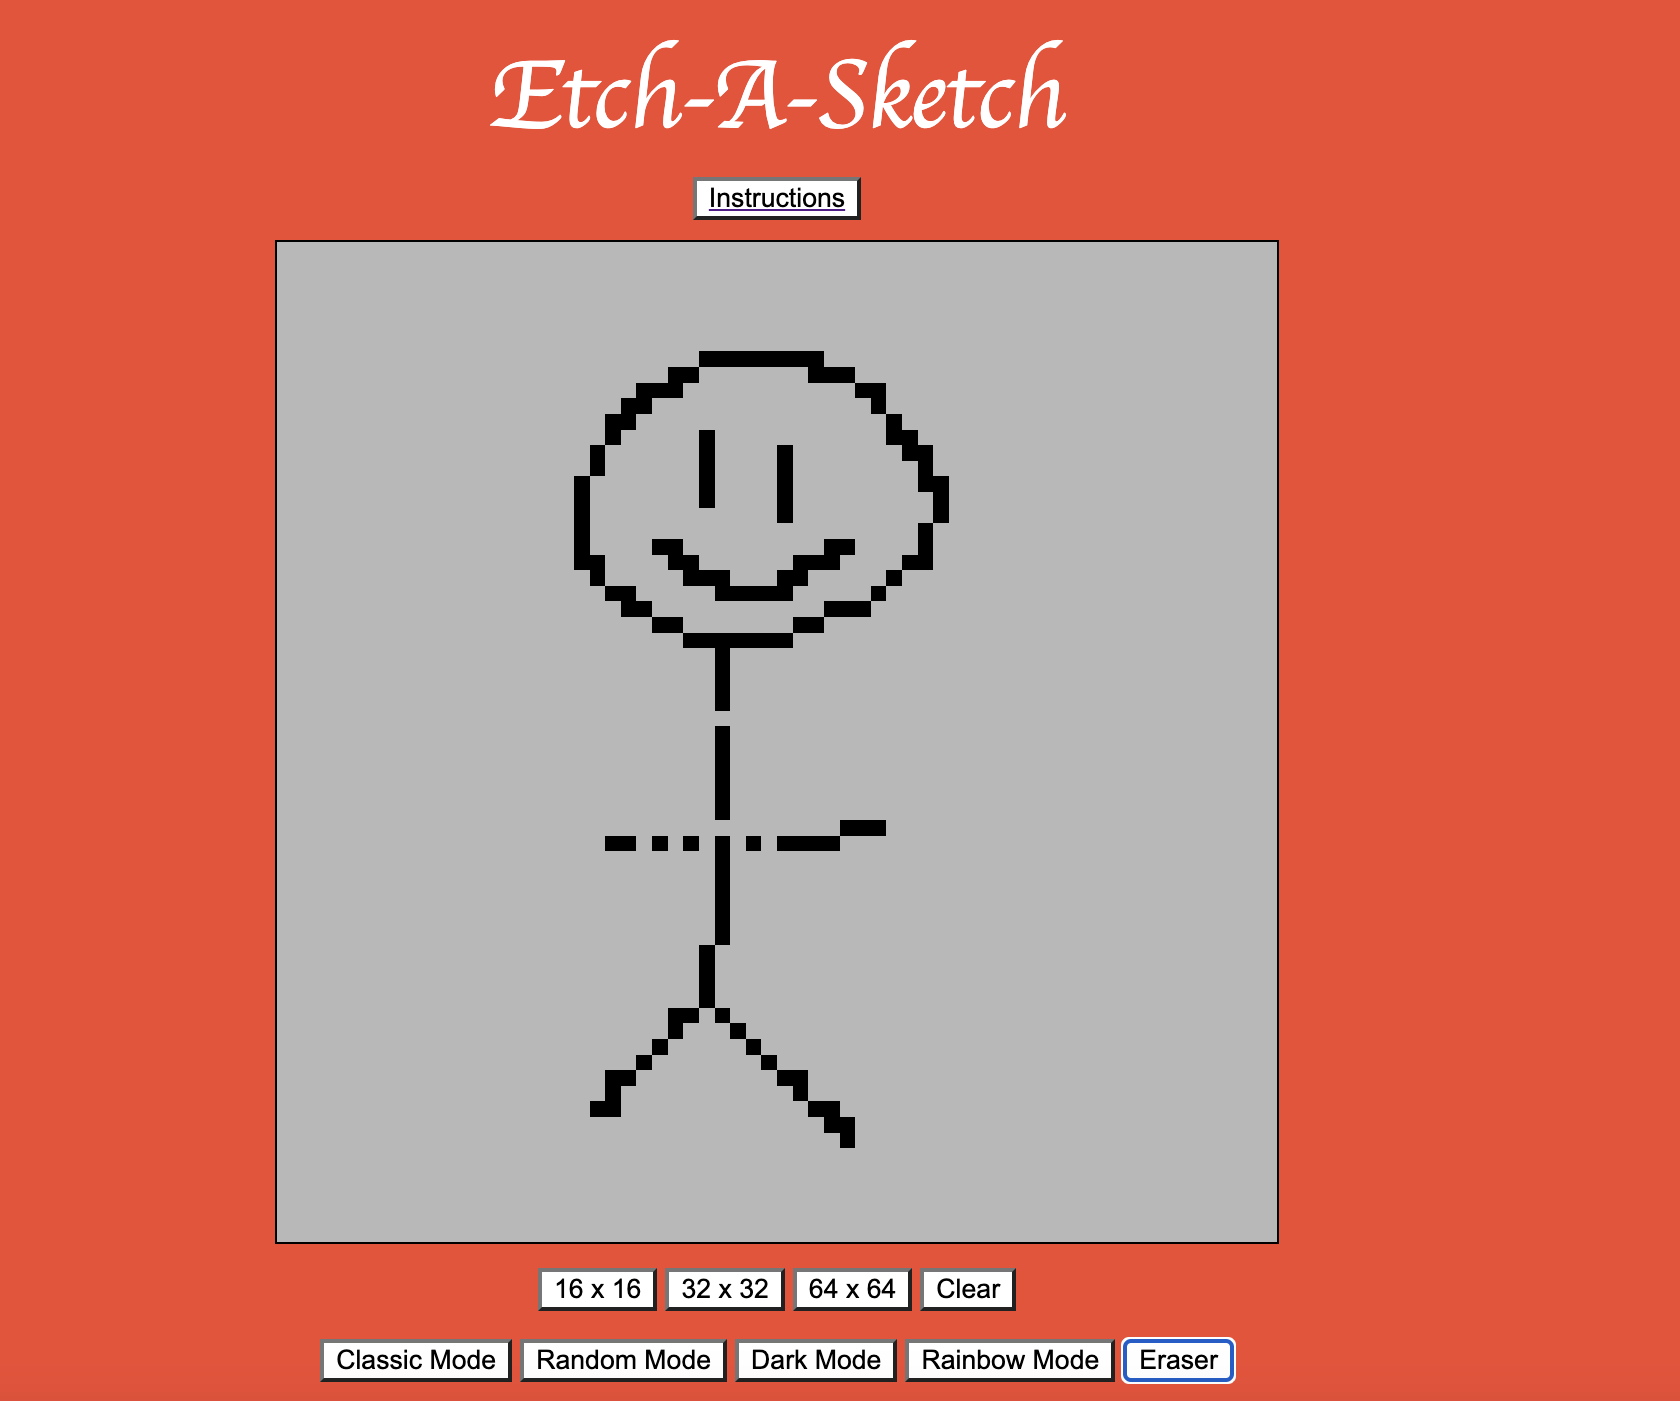 Etch-A-Sketch
Instructions
16 x 16 32 x 32 64 x 64 Clear
Classic Mode Random Mode Dark Mode Rainbow Mode Eraser